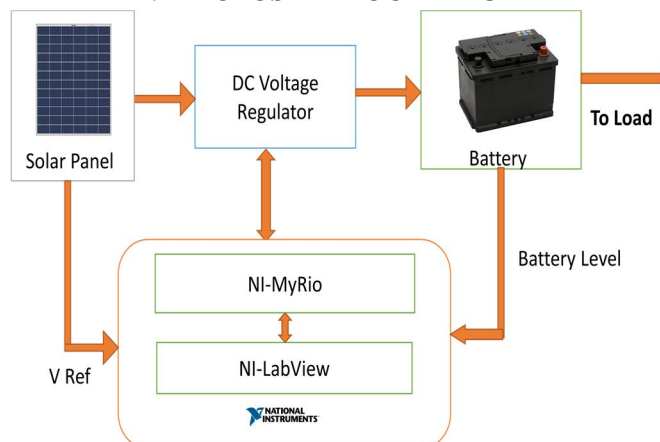 DC Voltage
Regulator
Solar Panel
Battery
To Load
Battery Level
NI-MyRio
NI-LabView
V Ref
NATIONAL
INSTRUMENTS